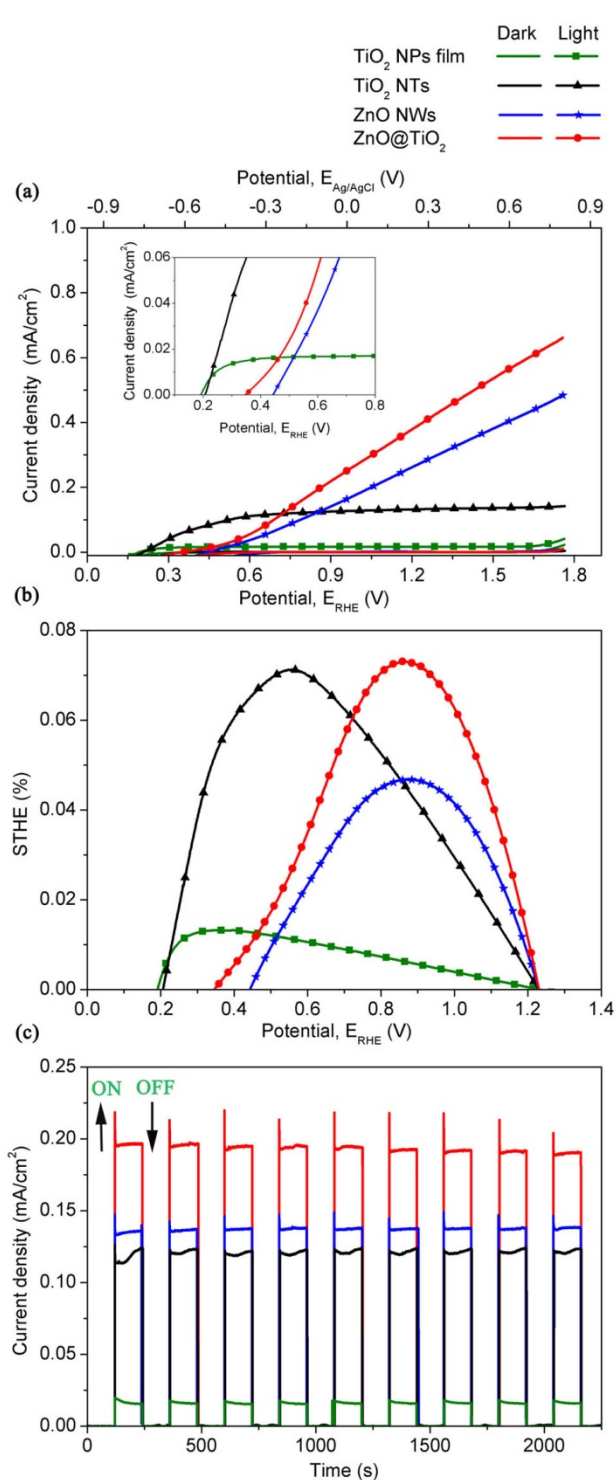 Dark Light
TiO2 NPs film
TiO2 NTs
ZnO NWs
ZnO@TiO2
(a)
Potential, EAg/AgCl (V)
-0.9 -0.6 -0.3 0.0 0.3 0.6 0.9
Current density (mA/cm2)
1.0
0.8
0.6
0.4
0.2
0.0
Current density (mA/cm2)
0.06
0.04
0.02
0.00
0.1 0.2 0.4 0.6 0.8
Potential, ERHE (V)
0.0 0.3 0.6 0.9 1.2 1.5 1.8
Potential, ERHE (V)
(b)
STHE (%)
0.08
0.06
0.04
0.02
0.00
0.0 0.2 0.4 0.6 0.8 1.0 1.2 1.4
Potential, ERHE (V)
(c)
Current density (mA/cm2)
0.25
0.20
0.15
0.10
0.05
0.00
ON OFF
0 500 1000 1500 2000
Time (s)